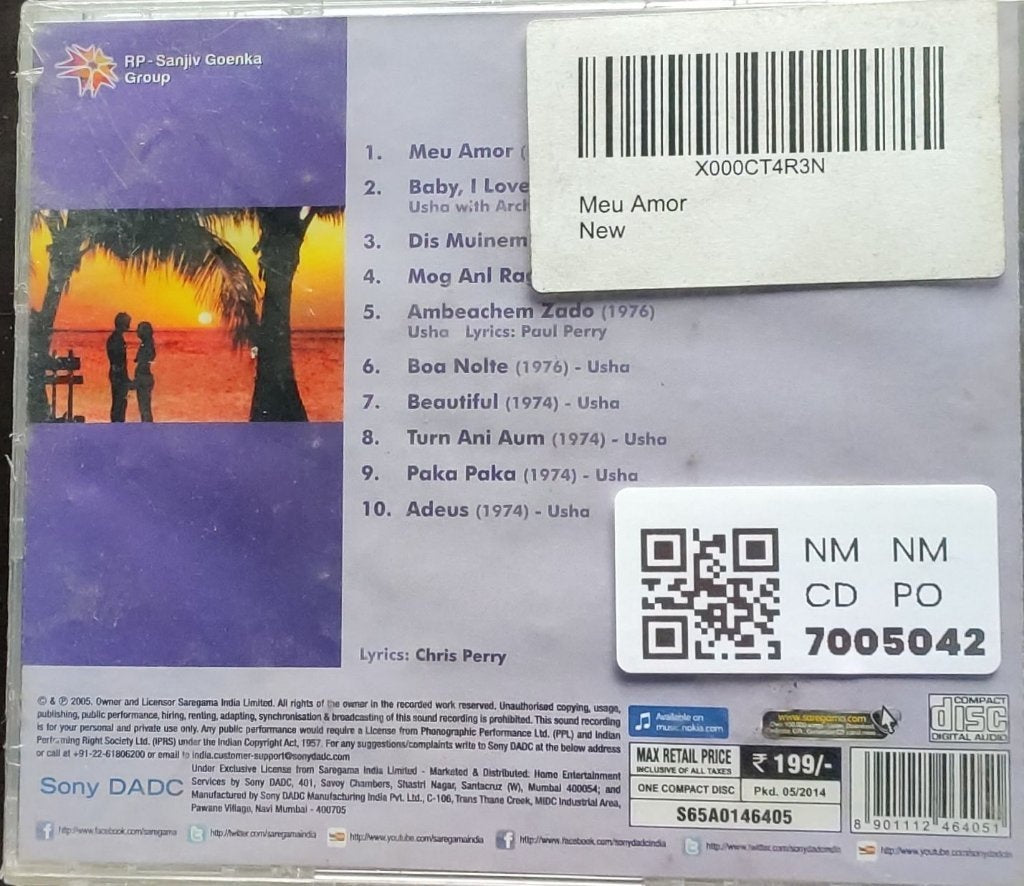 RP-Sanjiv Goenka
Group
X000CT4R3N
Meu Amor
New
1. Meu Amor (
2. Baby, I Love
Usha with Arch
3. Dis Muinem
4. Mog AnI Rag
5. Ambeachem Zado (1976)
Usha Lyrics: Paul Perry
6. Boa Nolte (1976) - Usha
7. Beautiful (1974) - Usha
8. Turn Ani Aum (1974) - Usha
9. Paka Paka (1974) - Usha
10. Adeus (1974) - Usha
NM NM
CD PO
7005042
Lyrics: Chris Perry
© & ℗ 2005. Owner and Licensor Saregama India Limited. All rights of the owner in the recorded work reserved. Unauthorised copying, usage,
publishing, public performance, hiring, renting, adapting, synchronisation & broadcasting of this sound recording is prohibited. This sound recording
is for your personal and private use only. Any public performance would require a License from Phonographic Performance Ltd. (PPL) and Indian
Performing Right Society Ltd. (IPRS) under the Indian Copyright Act, 1957. For any suggestions/complaints write to Sony DADC at the below address
or call at +91-22-61806200 or email to india.customer-support@sonydadc.com
Sony DADC
Under Exclusive License from Saregama India Limited - Marketed & Distributed: Home Entertainment
Services by Sony DADC, 401, Savoy Chambers, Shastri Nagar, Santacruz (W), Mumbai 400054; and
Manufactured by Sony DADC Manufacturing India Pvt. Ltd., C-106, Trans Thane Creek, MIDC Industrial Area,
Pawane Village, Navi Mumbai - 400705
Available on
music.nokia.com
www.saregama.com
COMPACT
disc
DIGITAL AUDIO
MAX RETAIL PRICE
INCLUSIVE OF ALL TAXES
₹ 199/-
ONE COMPACT DISC
Pkd. 05/2014
S65A0146405
8 901112 464051
http://www.facebook.com/saregama
http://twitter.com/saregamaindia
http://www.youtube.com/saregamaindia
http://www.facebook.com/sonydadcindia
http://www.twitter.com/sonydadcindia
http://www.youtube.com/sonydadcindia